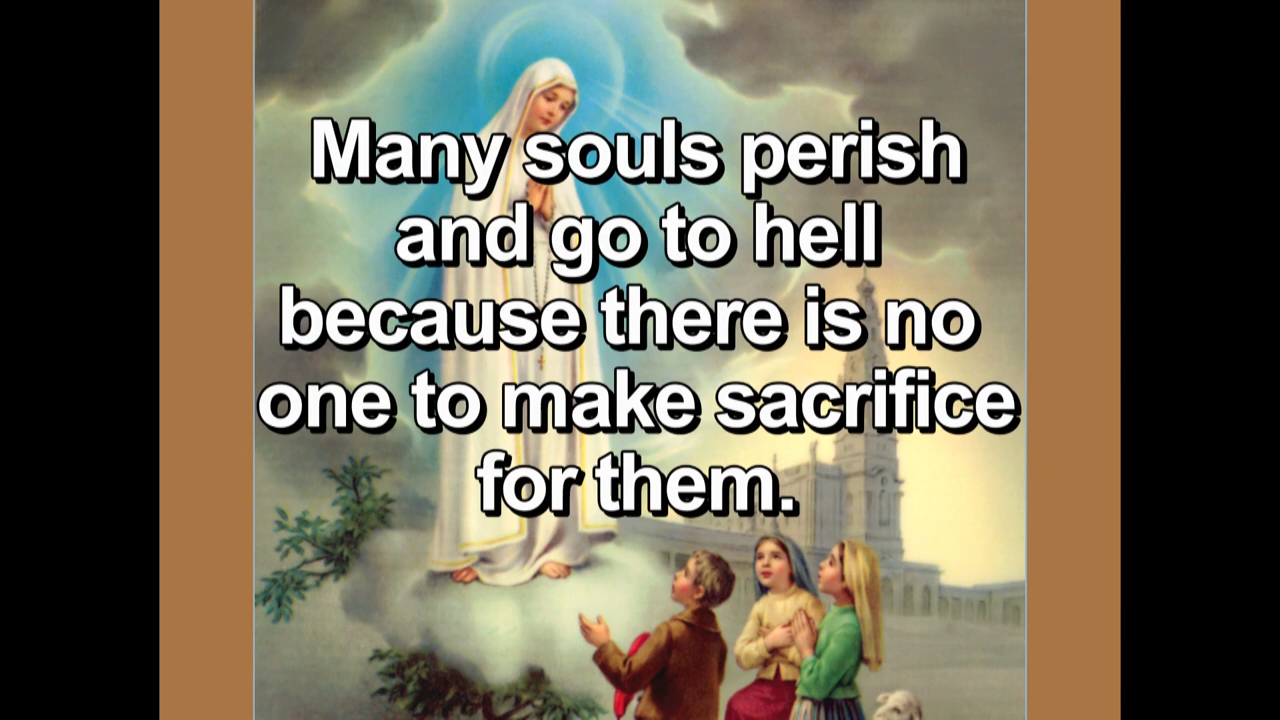 Many souls perish
and go to hell
because there is no
one to make sacrifice
for them.